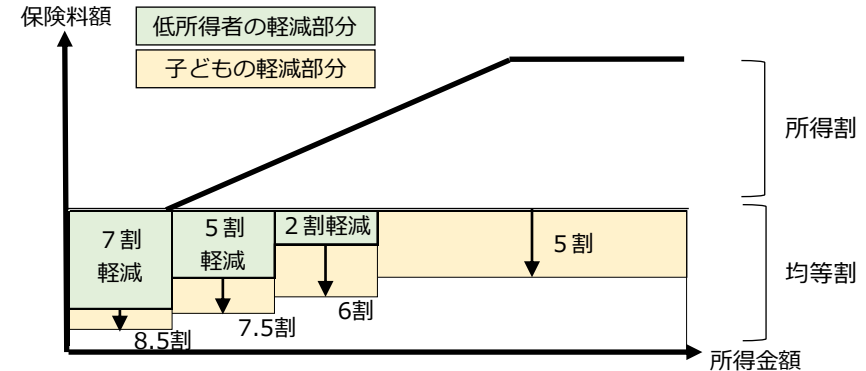 保険料額
低所得者の軽減部分
子どもの軽減部分
所得割
７割
軽減
５割
軽減
２割軽減
５割
均等割
8.5割
7.5割
6割
所得金額